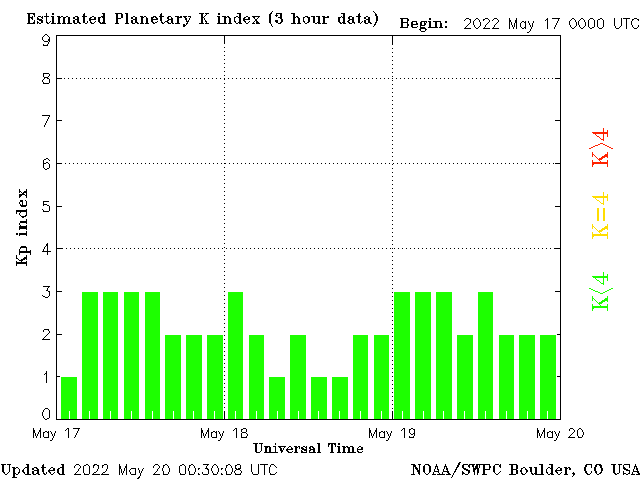 Estimated Planetary K index (3 hour data)
Begin: 2022 May 17 0000 UTC
9
8
7
6
5
4
3
2
1
0
Kp index
K>4
K=4
K<4
May 17
May 18
May 19
May 20
Universal Time
Updated 2022 May 20 00:30:08 UTC
NOAA/SWPC Boulder, CO USA